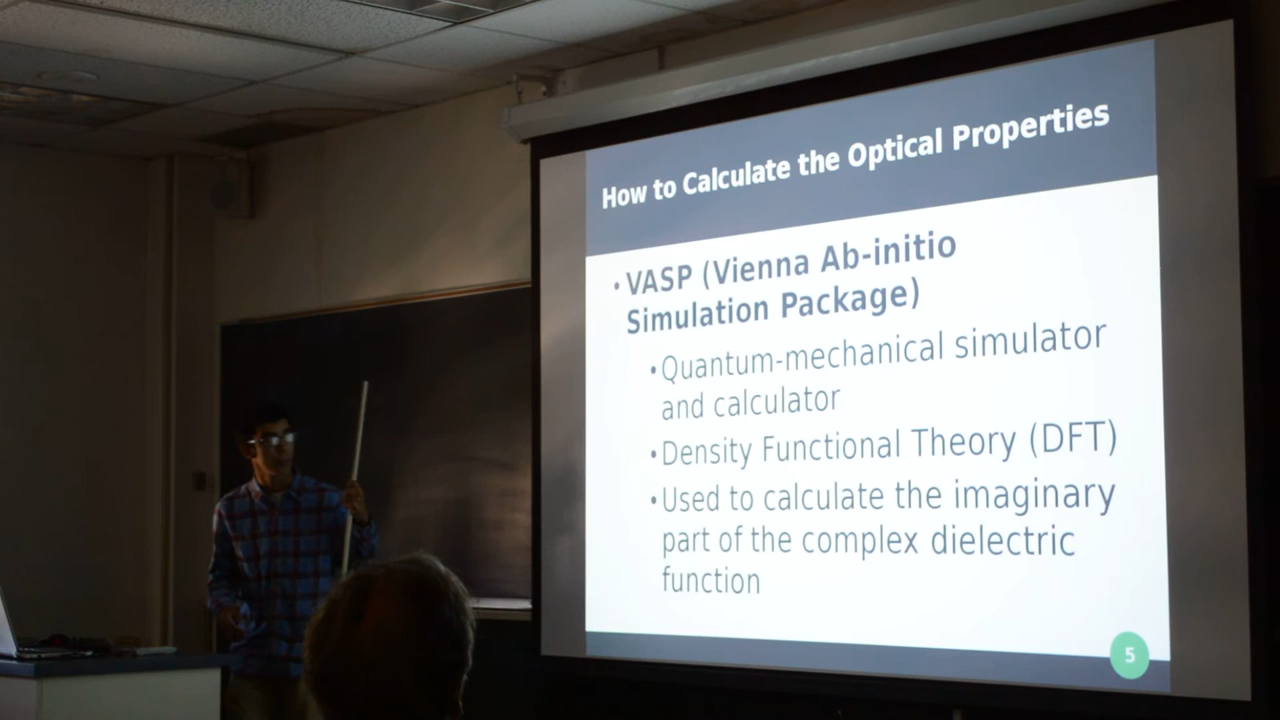 How to Calculate the Optical Properties
• VASP (Vienna Ab-initio
Simulation Package)
• Quantum-mechanical simulator
and calculator
• Density Functional Theory (DFT)
• Used to calculate the imaginary
part of the complex dielectric
function
5